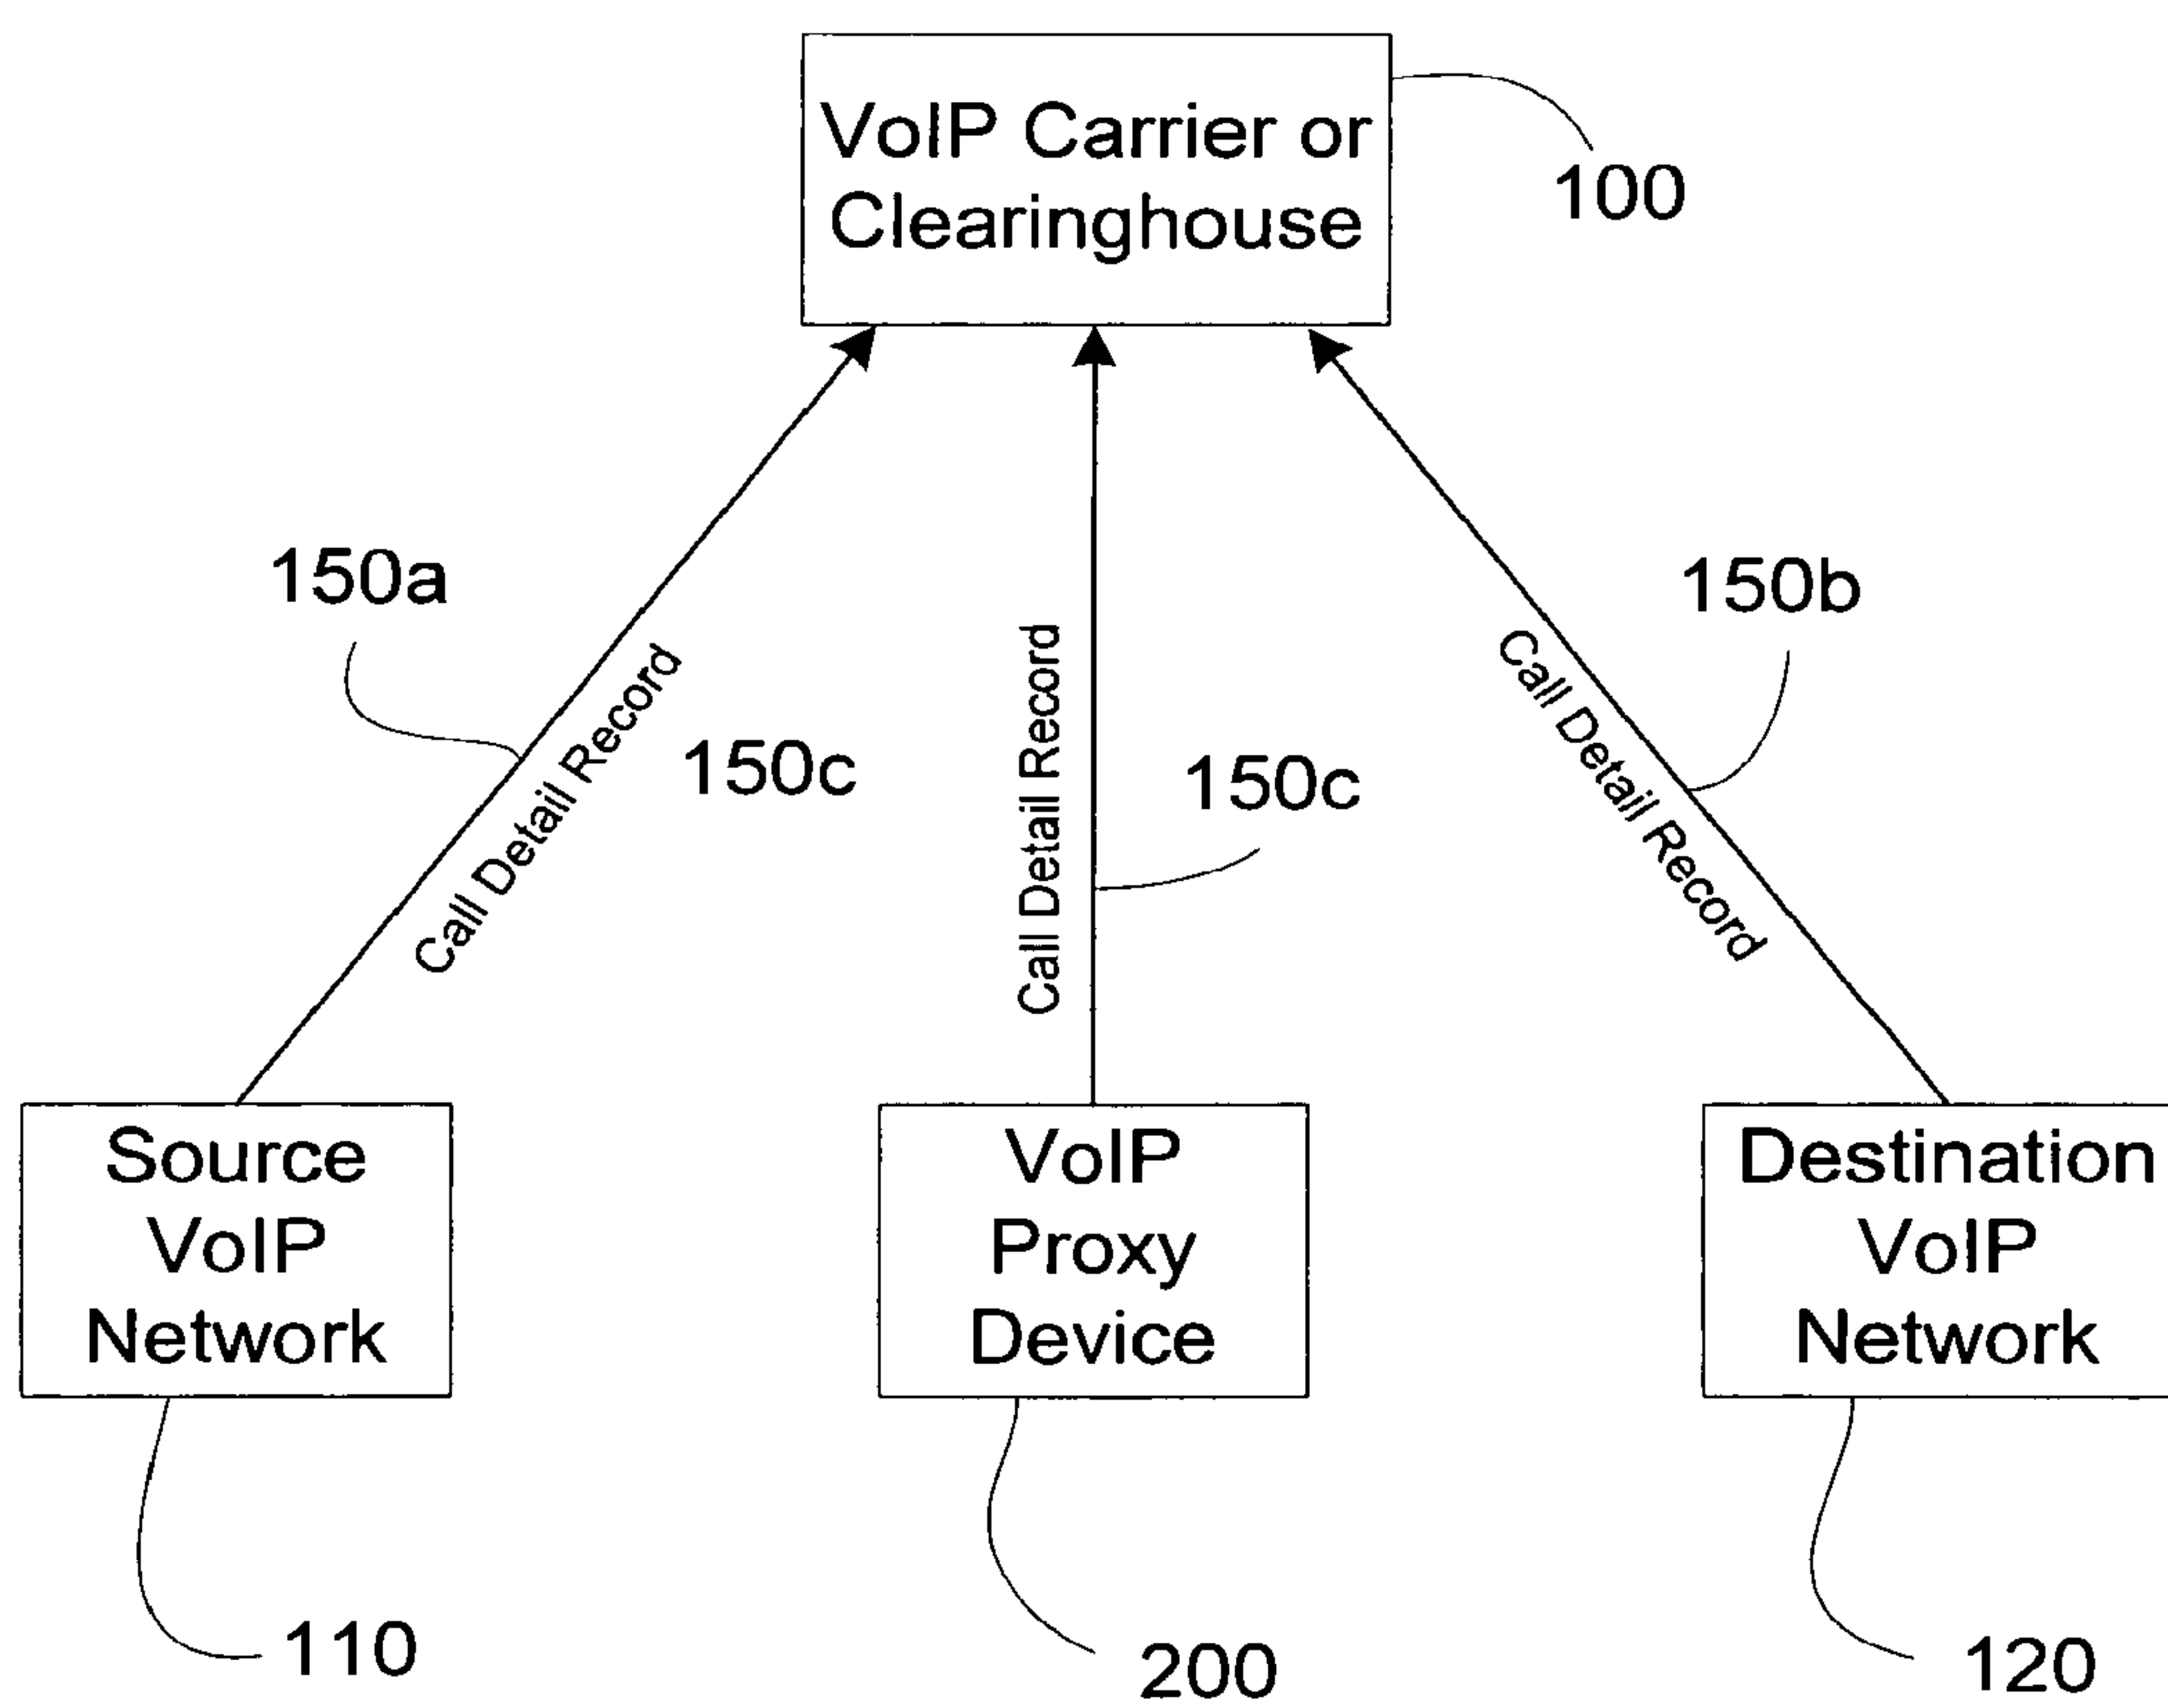 VoIP Carrier or
Clearinghouse
100
150a
150b
Call Detail Record
150c
Call Detail Record
150c
Call Detail Record
Source
VoIP
Network
VoIP
Proxy
Device
Destination
VoIP
Network
110
200
120